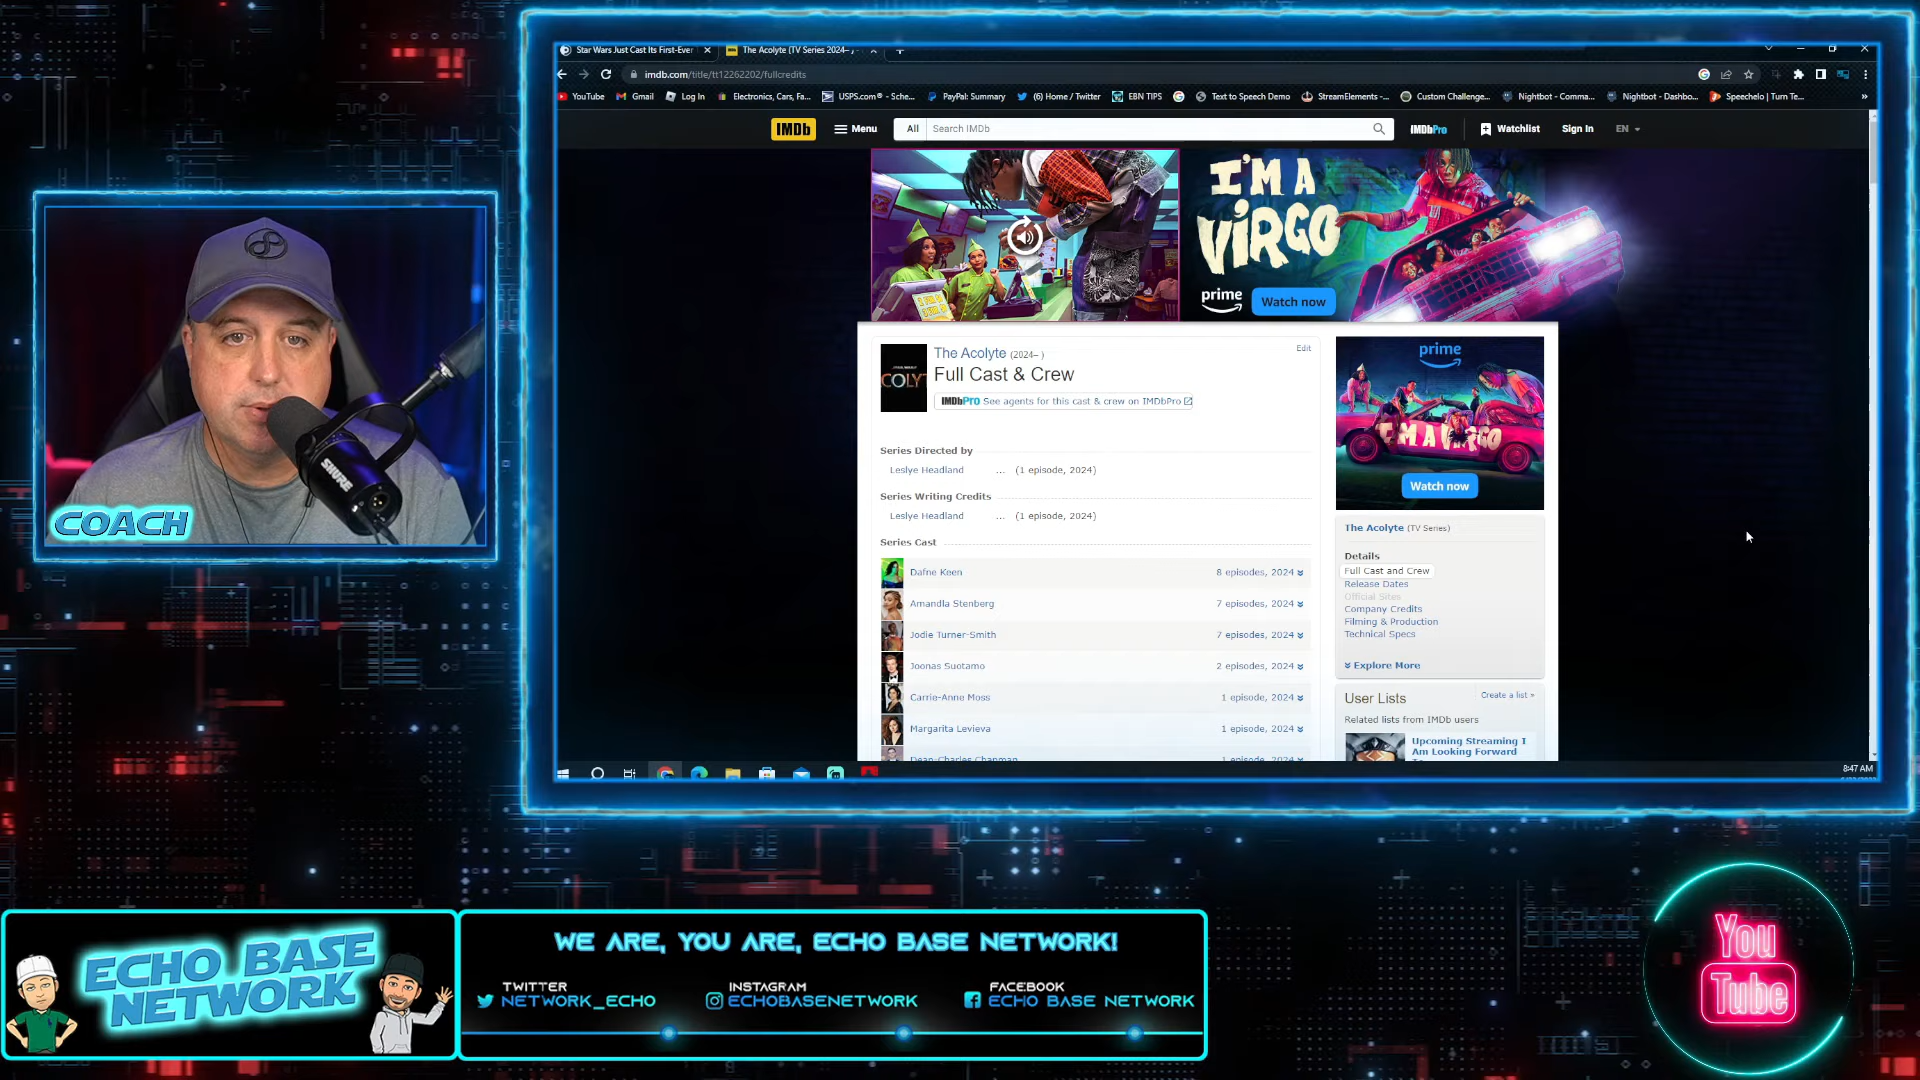 Star Wars Just Cast Its First-Ever
The Acolyte (TV Series 2024–
imdb.com/title/tt12262202/fullcredits
YouTube
Gmail
Log In
Electronics, Cars, Fa...
USPS.com® - Sche...
PayPal: Summary
(6) Home / Twitter
EBN TIPS
Text to Speech Demo
StreamElements -...
Custom Challenge...
Nightbot - Comma...
Nightbot - Dashbo...
Speechelo | Turn Te...
IMDb
Menu
All
Search IMDb
IMDbPro
Watchlist
Sign In
EN
I'M A
VIRGO
prime
Watch now
COLYT
The Acolyte (2024– )
Full Cast & Crew
Edit
IMDbPro See agents for this cast & crew on IMDbPro
Series Directed by
Leslye Headland ... (1 episode, 2024)
Series Writing Credits
Leslye Headland ... (1 episode, 2024)
Series Cast
Dafne Keen 8 episodes, 2024
Amandla Stenberg 7 episodes, 2024
Jodie Turner-Smith 7 episodes, 2024
Joonas Suotamo 2 episodes, 2024
Carrie-Anne Moss 1 episode, 2024
Margarita Levieva 1 episode, 2024
Dean-Charles Chapman 1 episode, 2024
prime
I'M A VIRGO
Watch now
The Acolyte (TV Series)
Details
Full Cast and Crew
Release Dates
Official Sites
Company Credits
Filming & Production
Technical Specs
Explore More
User Lists
Create a list »
Related lists from IMDb users
Upcoming Streaming I
Am Looking Forward
8:47 AM
SHURE
COACH
ECHO BASE
NETWORK
WE ARE, YOU ARE, ECHO BASE NETWORK!
TWITTER
NETWORK_ECHO
INSTAGRAM
ECHOBASENETWORK
FACEBOOK
ECHO BASE NETWORK
You
Tube